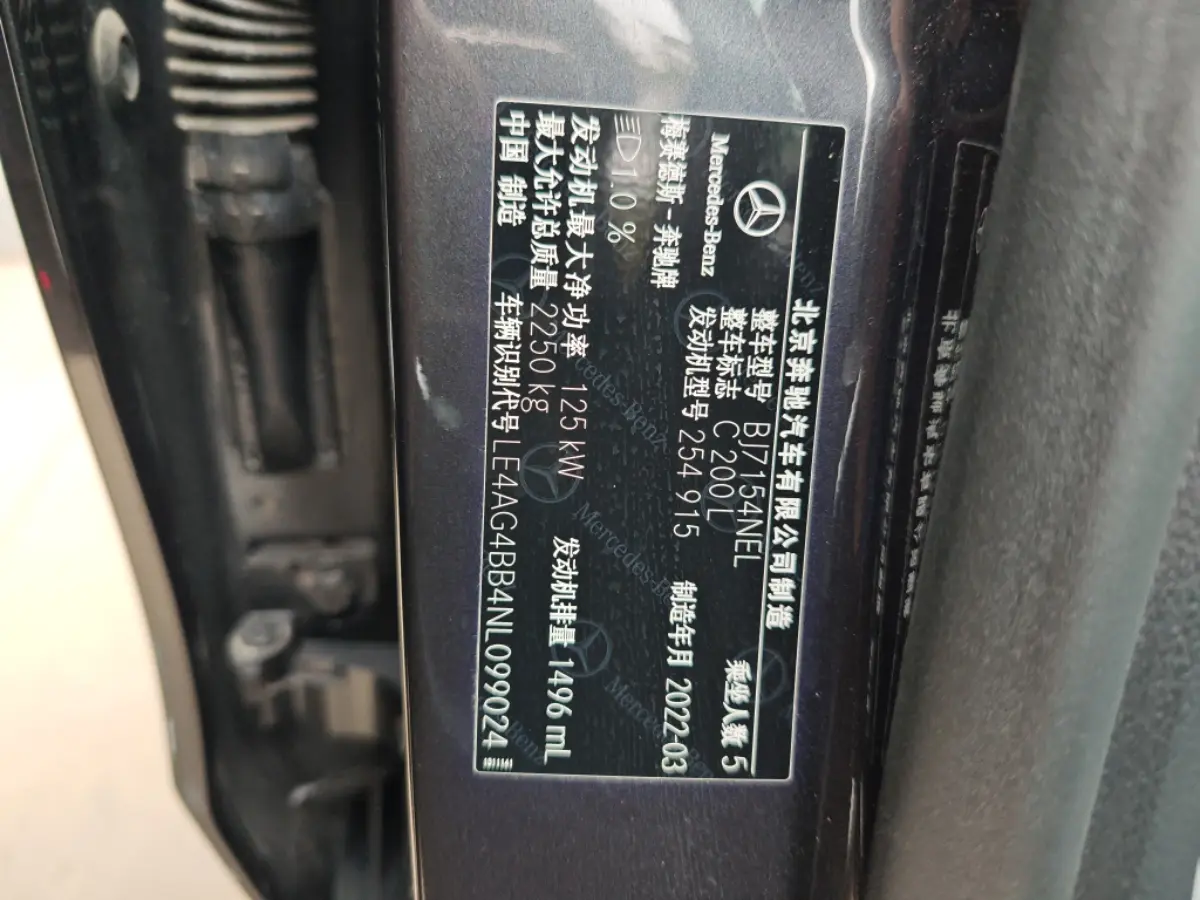 北京奔驰汽车有限公司制造
Mercedes-Benz
梅赛德斯-奔驰牌
整车型号 BJ7154NEL
乘坐人数 5
整车标志 C 200 L
发动机型号 254 915
制造年月 2022-03
1.0 %
发动机最大净功率 125 kW
发动机排量 1496 mL
最大允许总质量 2250 kg
中国 制造
车辆识别代号 LE4AG4BB4NL099024